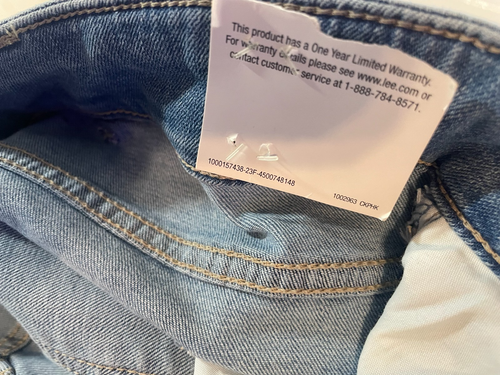 This product has a One Year Limited Warranty.
For warranty details please see www.lee.com or
contact customer service at 1-888-784-8571.
1000157438-23F-4500748148
1002963 CKPHK